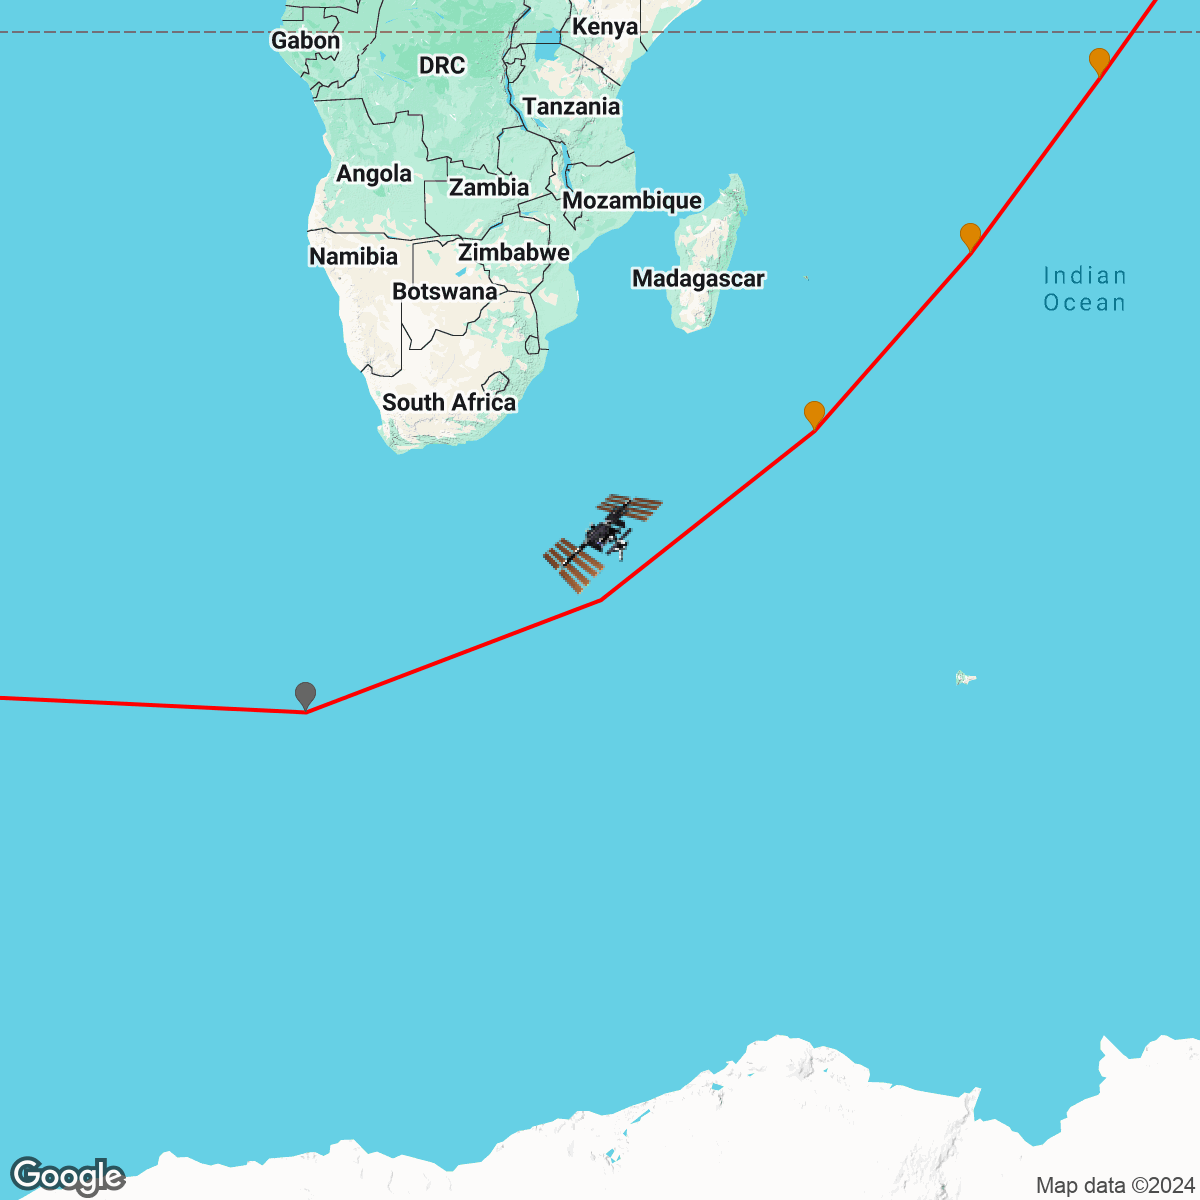 Kenya
Gabon
DRC
Tanzania
Angola
Zambia
Mozambique
Namibia
Zimbabwe
Botswana
Madagascar
Indian
Ocean
South Africa
Google
Map data ©2024